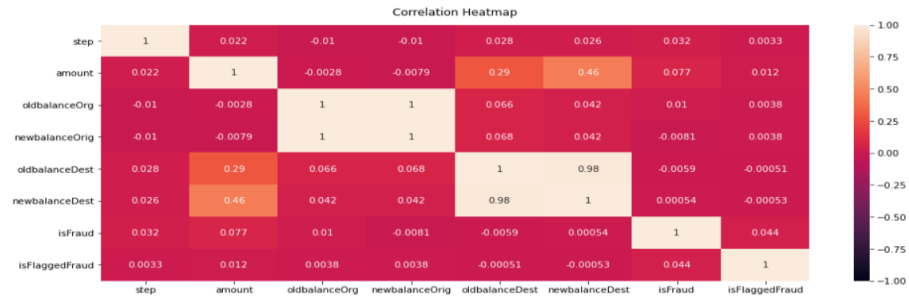 Correlation Heatmap
step 1 0.022 -0.01 -0.01 0.028 0.026 0.032 0.0033
amount 0.022 1 -0.0028 -0.0079 0.29 0.46 0.077 0.012
oldbalanceOrg -0.01 -0.0028 1 1 0.066 0.042 0.01 0.0038
newbalanceOrig -0.01 -0.0079 1 1 0.068 0.042 -0.0081 0.0038
oldbalanceDest 0.028 0.29 0.066 0.068 1 0.98 -0.0059 -0.00051
newbalanceDest 0.026 0.46 0.042 0.042 0.98 1 0.00054 -0.00053
isFraud 0.032 0.077 0.01 -0.0081 -0.0059 0.00054 1 0.044
isFlaggedFraud 0.0033 0.012 0.0038 0.0038 -0.00051 -0.00053 0.044 1
step amount oldbalanceOrg newbalanceOrig oldbalanceDest newbalanceDest isFraud isFlaggedFraud
1.00
0.75
0.50
0.25
0.00
−0.25
−0.50
−0.75
−1.00